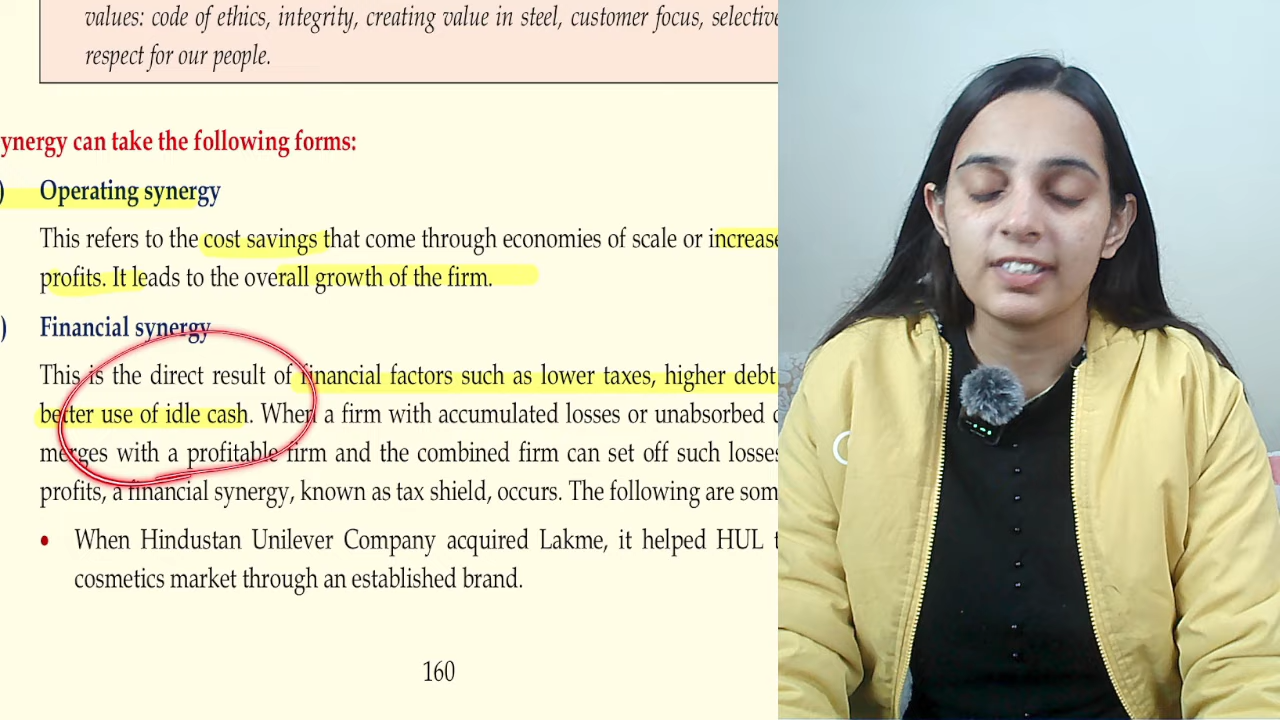 values: code of ethics, integrity, creating value in steel, customer focus, selective
respect for our people.
ynergy can take the following forms:
) Operating synergy
This refers to the cost savings that come through economies of scale or increase
profits. It leads to the overall growth of the firm.
) Financial synergy
This is the direct result of financial factors such as lower taxes, higher debt
better use of idle cash. When a firm with accumulated losses or unabsorbed
merges with a profitable firm and the combined firm can set off such losses
profits, a financial synergy, known as tax shield, occurs. The following are som
• When Hindustan Unilever Company acquired Lakme, it helped HUL t
cosmetics market through an established brand.
160